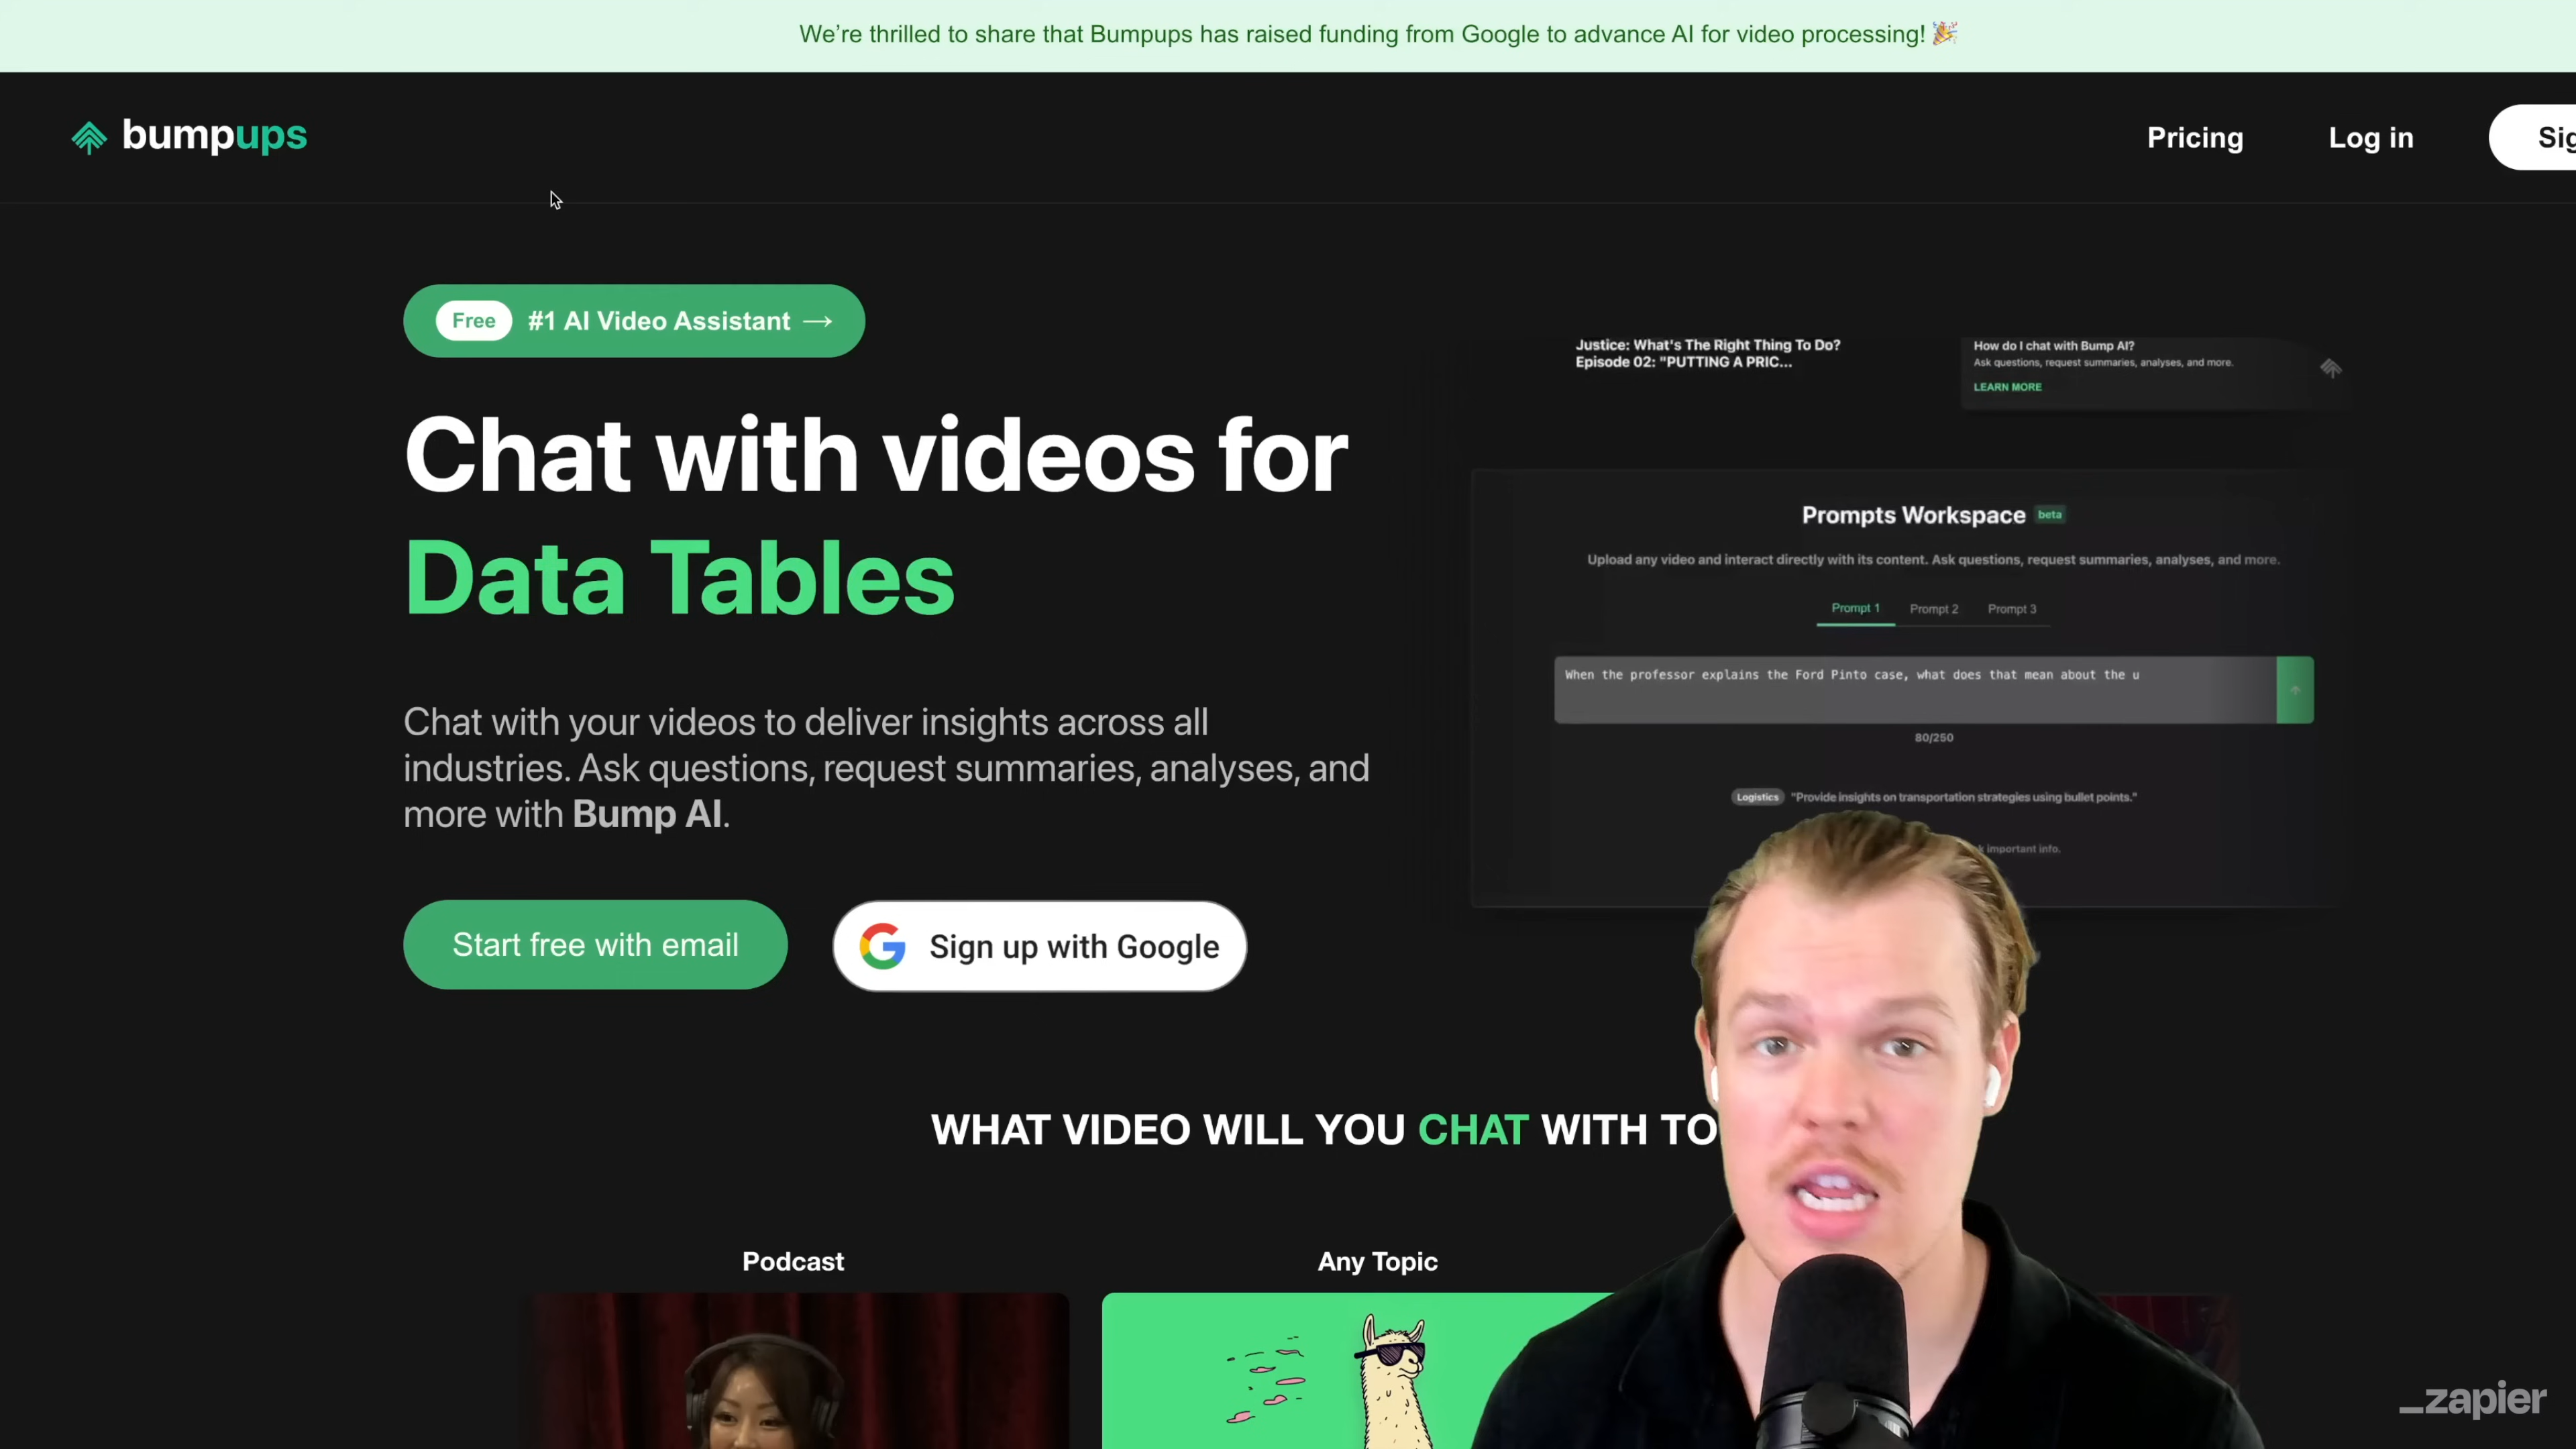 We're thrilled to share that Bumpups has raised funding from Google to advance AI for video processing!
bumpups
Pricing
Log in
Free #1 AI Video Assistant →
Chat with videos for
Data Tables
Chat with your videos to deliver insights across all
industries. Ask questions, request summaries, analyses, and
more with Bump AI.
Start free with email
Sign up with Google
Justice: What's The Right Thing To Do?
Episode 02: "PUTTING A PRIC...
How do I chat with Bump AI?
Ask questions, request summaries, analyses, and more.
LEARN MORE
Prompts Workspace beta
Upload any video and interact directly with its content. Ask questions, request summaries, analyses, and more.
Prompt 1 Prompt 2 Prompt 3
When the professor explains the Ford Pinto case, what does that mean about the u
80/250
Logistics "Provide insights on transportation strategies using bullet points."
important info.
WHAT VIDEO WILL YOU CHAT WITH TO
Podcast
Any Topic
_zapier